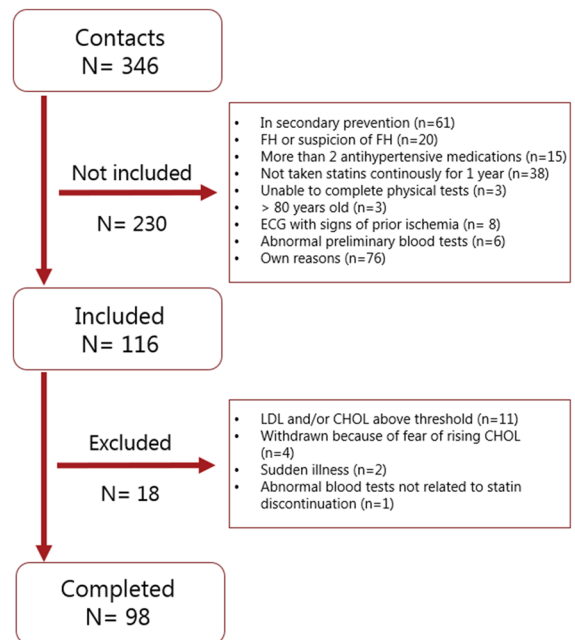 Contacts
N= 346
Not included
N= 230
• In secondary prevention (n=61)
• FH or suspicion of FH (n=20)
• More than 2 antihypertensive medications (n=15)
• Not taken statins continously for 1 year (n=38)
• Unable to complete physical tests (n=3)
• > 80 years old (n=3)
• ECG with signs of prior ischemia (n= 8)
• Abnormal preliminary blood tests (n=6)
• Own reasons (n=76)
Included
N= 116
Excluded
N= 18
• LDL and/or CHOL above threshold (n=11)
• Withdrawn because of fear of rising CHOL
(n=4)
• Sudden illness (n=2)
• Abnormal blood tests not related to statin
discontinuation (n=1)
Completed
N= 98